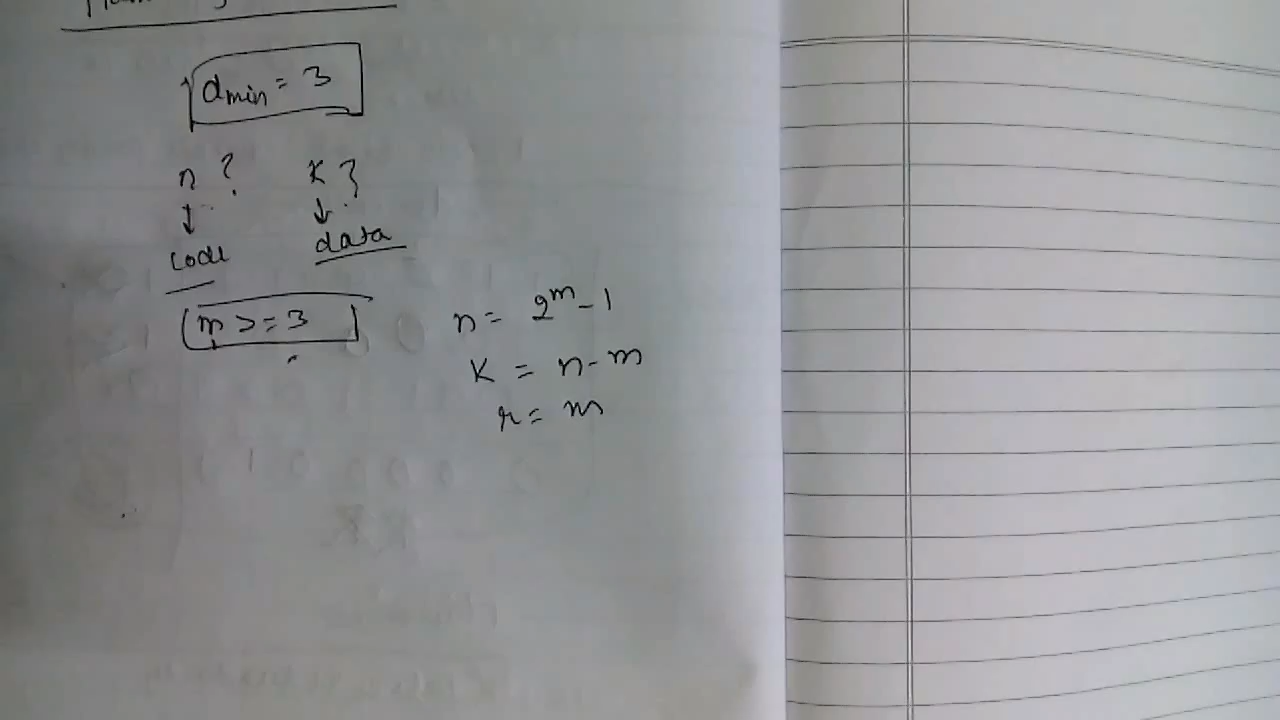 dmin = 3
n ? K ?
↓ ↓
code data
m >= 3
n = 2^m - 1
K = n - m
r = m